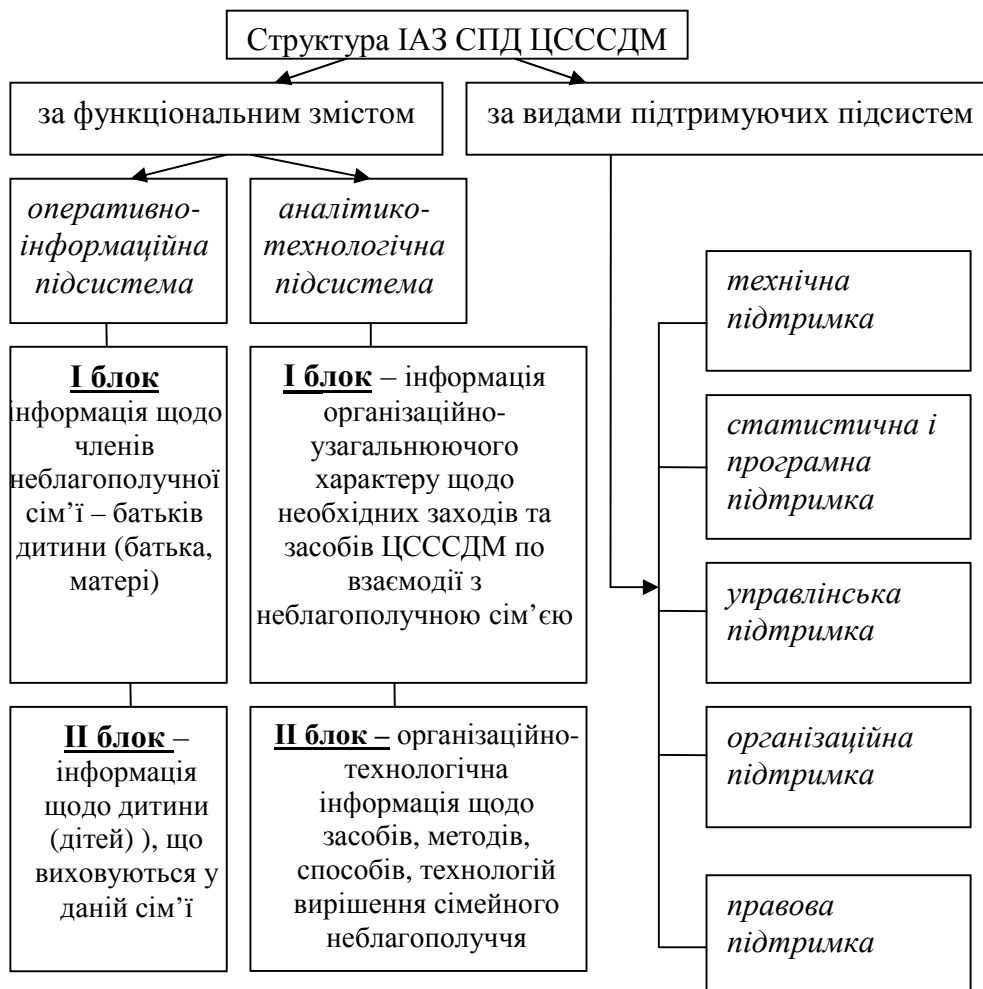 Структура ІАЗ СПД ЦСССДМ
за функціональним змістом
за видами підтримуючих підсистем
оперативно-
інформаційна
підсистема
аналітико-
технологічна
підсистема
І блок
інформація щодо
членів
неблагополучної
сім’ї – батьків
дитини (батька,
матері)
І блок – інформація
організаційно-
узагальнюючого
характеру щодо
необхідних заходів та
засобів ЦСССДМ по
взаємодії з
неблагополучною сім’єю
ІІ блок –
інформація
щодо дитини
(дітей) ), що
виховуються у
даній сім’ї
ІІ блок – організаційно-
технологічна
інформація щодо
засобів, методів,
способів, технологій
вирішення сімейного
неблагополуччя
технічна
підтримка
статистична і
програмна
підтримка
управлінська
підтримка
організаційна
підтримка
правова
підтримка